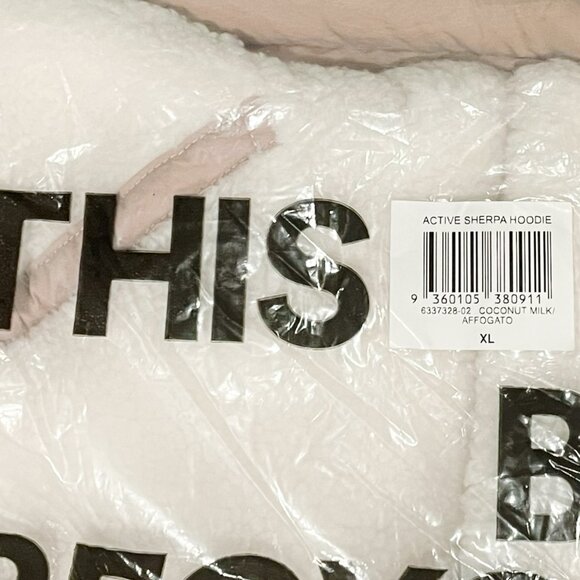 THIS
ACTIVE SHERPA HOODIE
9 360105 380911
6337328-02 COCONUT MILK/
AFFOGATO
XL
B